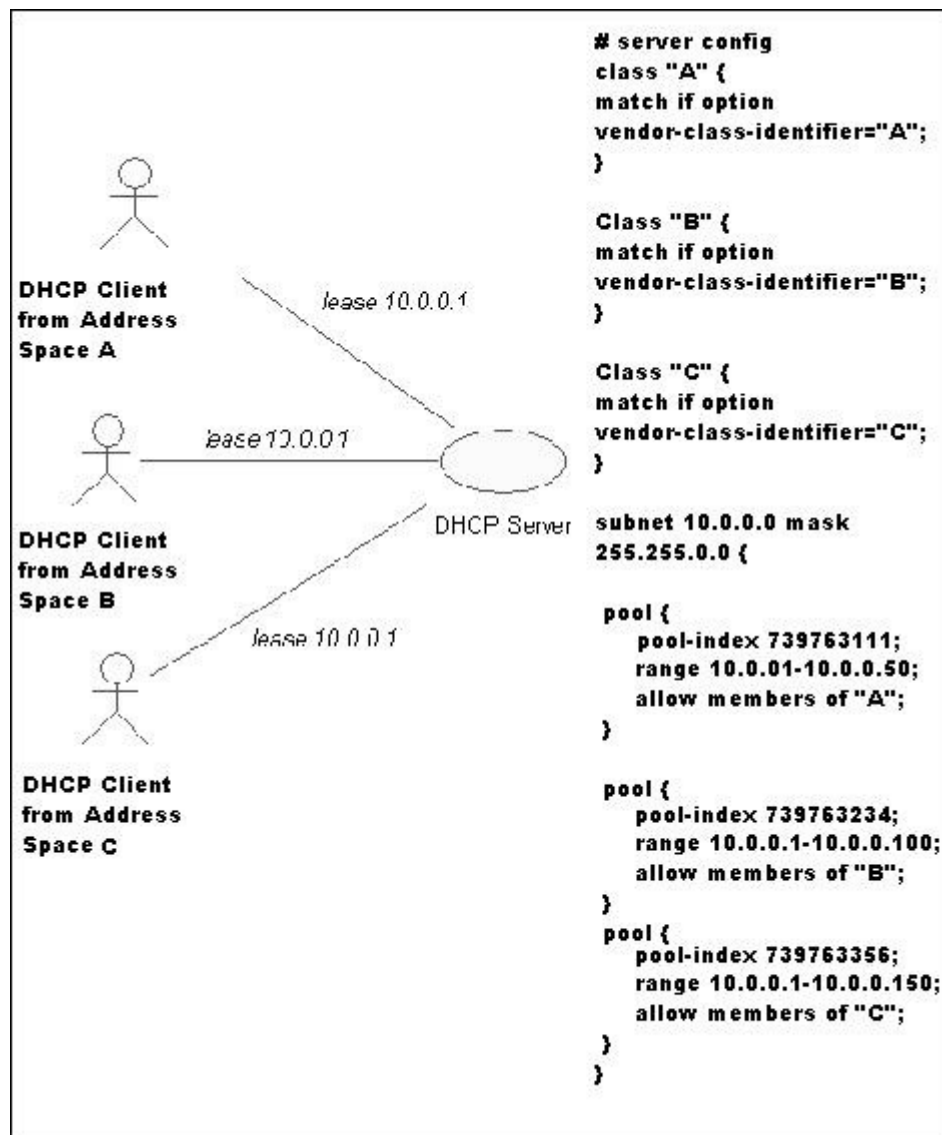 DHCP Client
from Address
Space A
lease 10.0.0.1
DHCP Client
from Address
Space B
lease 10.0.01
DHCP Server
DHCP Client
from Address
Space C
lease 10.0.0.1
# server config
class "A" {
match if option
vendor-class-identifier="A";
}
Class "B" {
match if option
vendor-class-identifier="B";
}
Class "C" {
match if option
vendor-class-identifier="C";
}
subnet 10.0.0.0 mask
255.255.0.0 {
pool {
pool-index 739763111;
range 10.0.01-10.0.0.50;
allow members of "A";
}
pool {
pool-index 739763234;
range 10.0.0.1-10.0.0.100;
allow members of "B";
}
pool {
pool-index 739763356;
range 10.0.0.1-10.0.0.150;
allow members of "C";
}
}